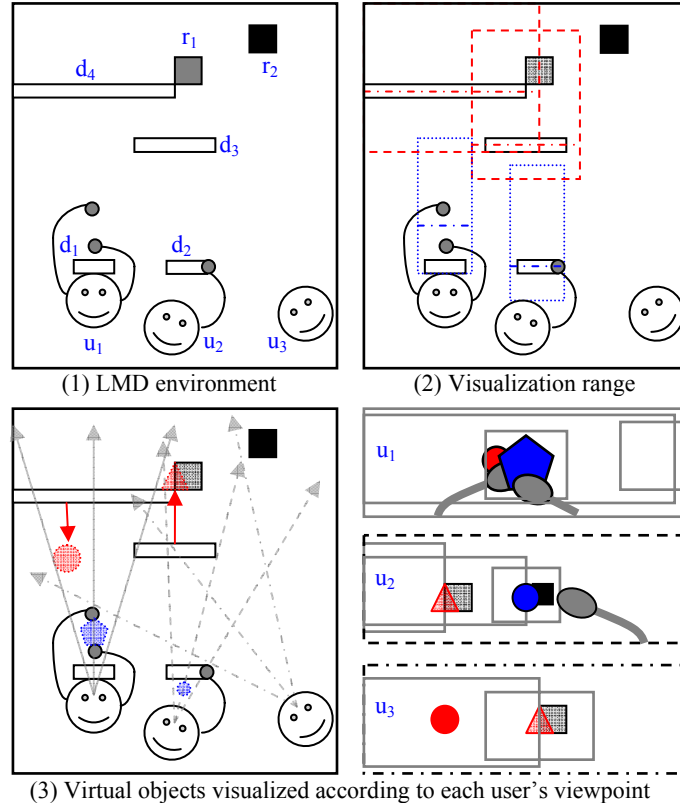 r₁
r₂
d₄
d₃
d₁
d₂
u₁
u₂
u₃
(1) LMD environment
(2) Visualization range
u₁
u₂
u₃
(3) Virtual objects visualized according to each user's viewpoint